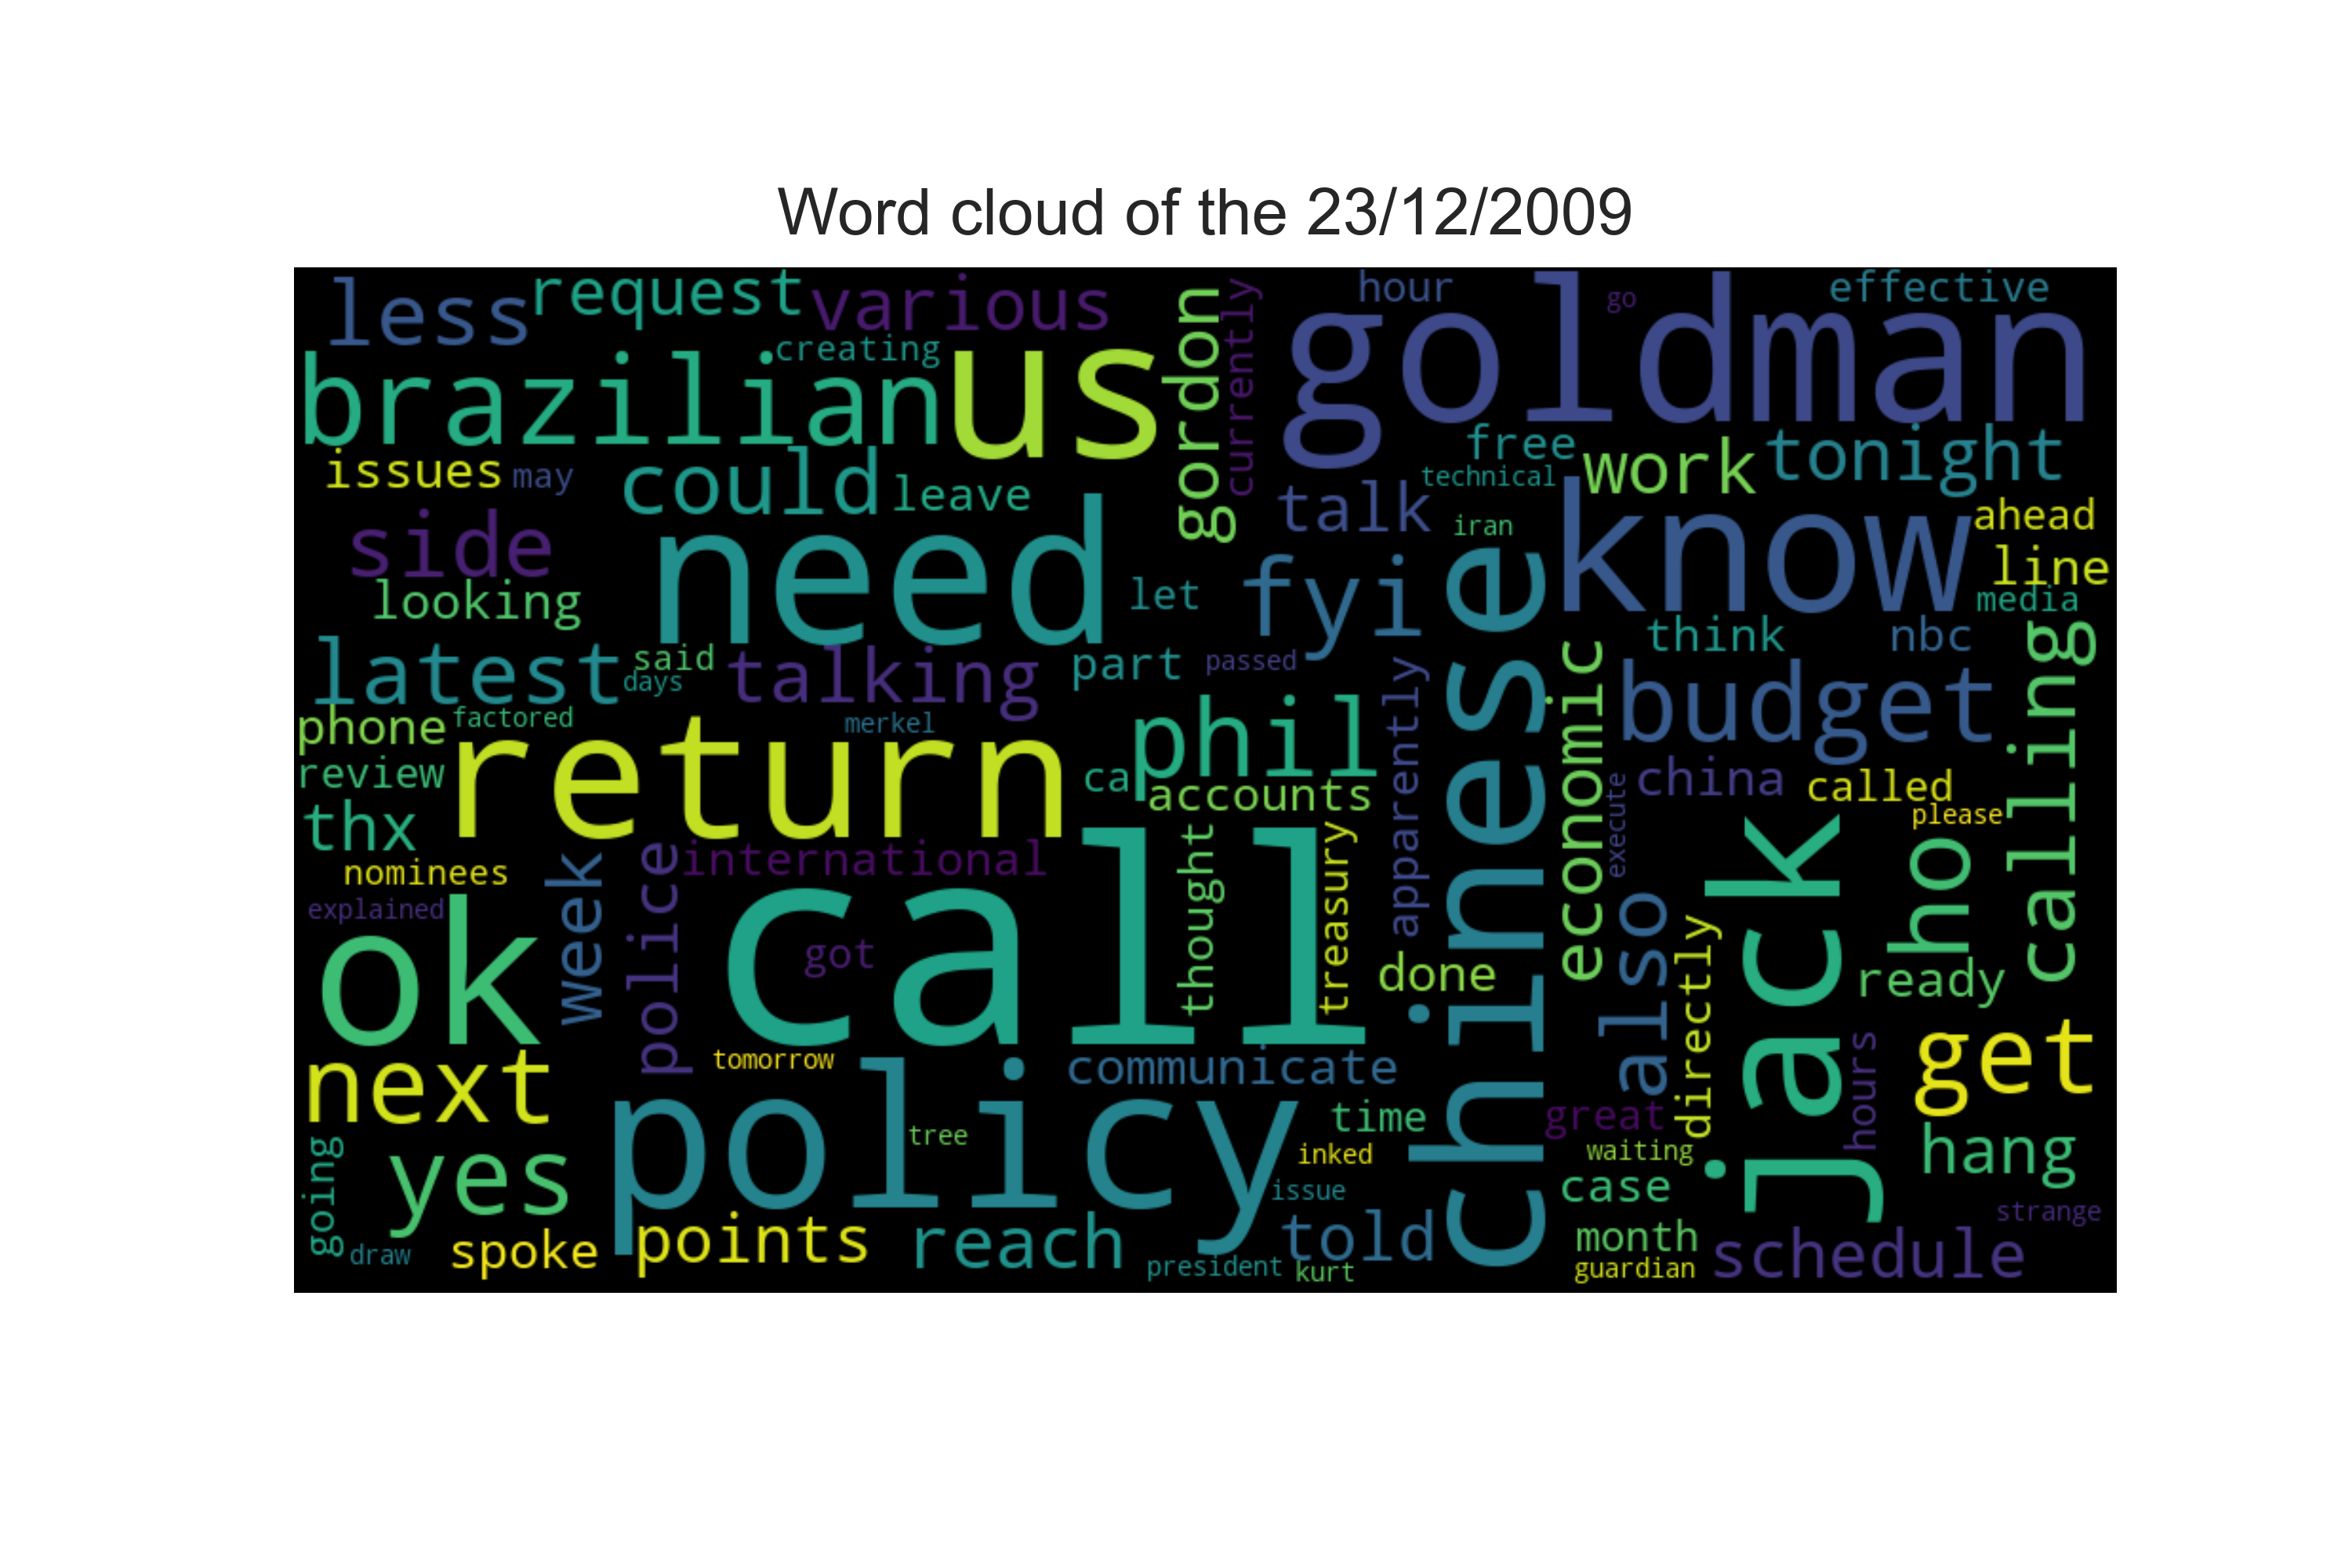 Word cloud of the 23/12/2009
less
request
various
gordon
currently
hour
go
effective
goldman
brazilian
creating
us
free
work
tonight
issues
may
could
leave
talk
technical
know
ahead
side
need
iran
line
looking
let
fyi
chinese
media
latest
said
days
talking
part
passed
apparently
economic
think
nbc
calling
phone
factored
merkel
phil
budget
review
return
ca
accounts
execute
china
called
please
thx
international
call
thought
treasury
jack
ho
nominees
week
police
explained
ok
got
done
also
directly
ready
next
tomorrow
communicate
hours
get
policy
tree
time
great
going
yes
inked
waiting
hang
issue
case
draw
spoke
points
reach
president
kurt
told
month
guardian
schedule
strange